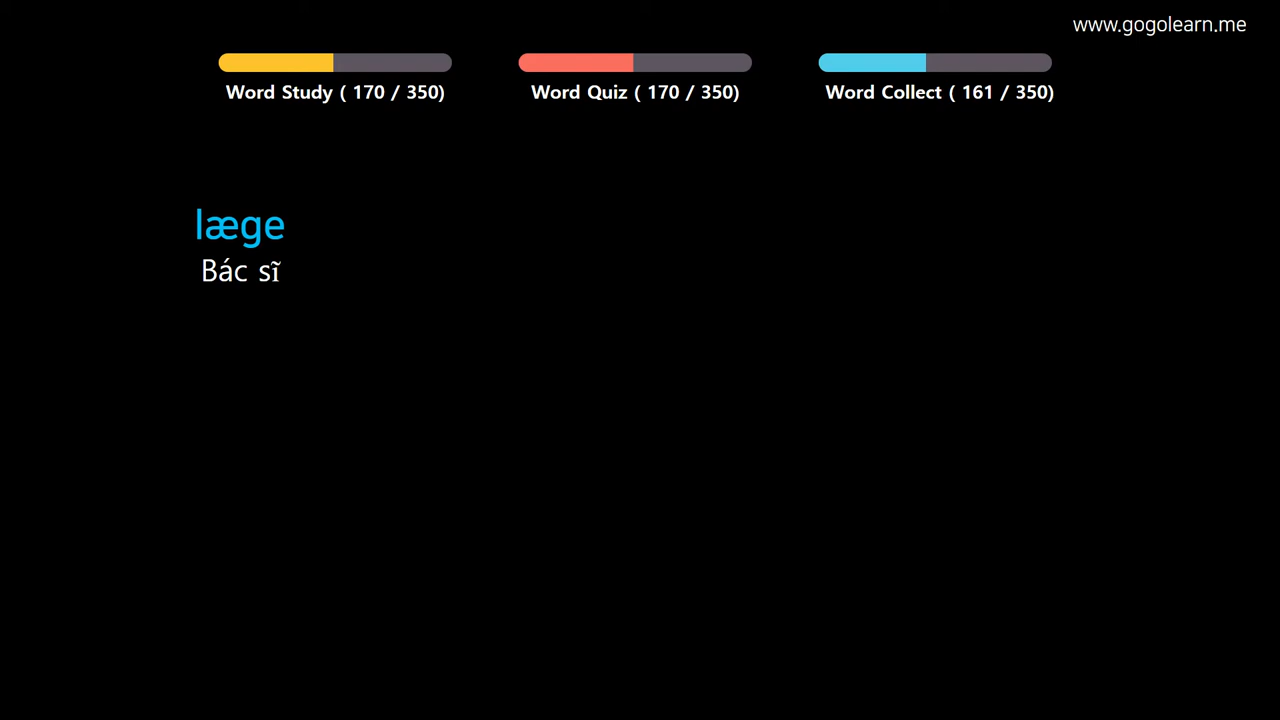 www.gogolearn.me
Word Study ( 170 / 350)
Word Quiz ( 170 / 350)
Word Collect ( 161 / 350)
læge
Bác sĩ